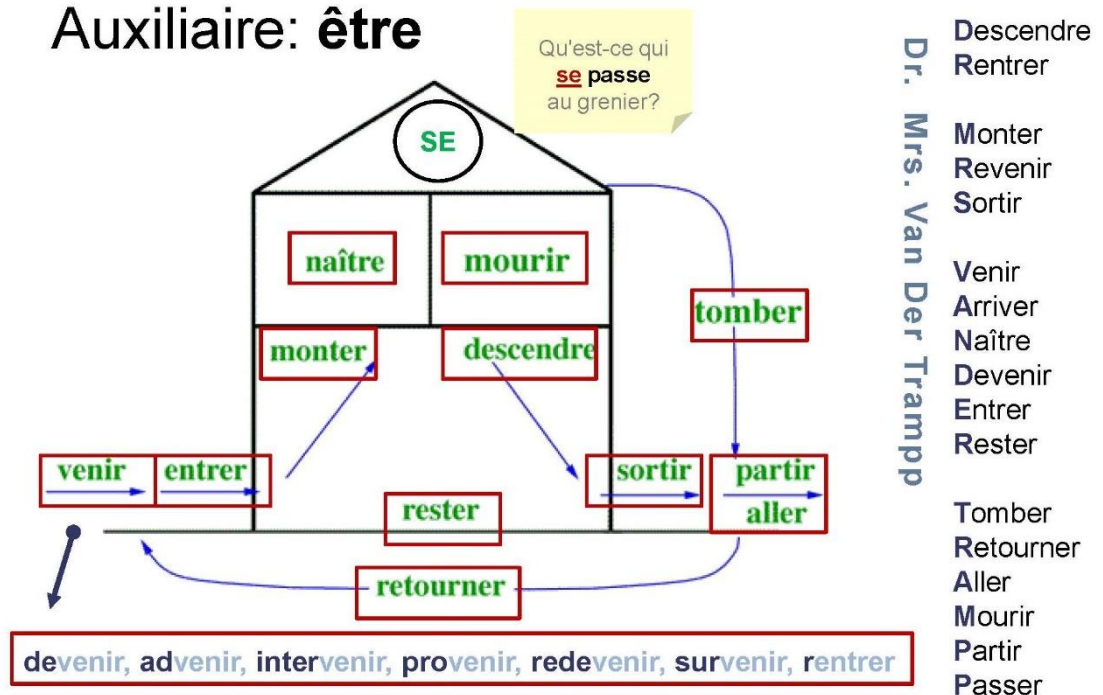 Auxiliaire: être
Qu'est-ce qui
se passe
au grenier?
SE
naître
mourir
tomber
monter
descendre
venir
entrer
sortir
partir
aller
rester
retourner
devenir, advenir, intervenir, provenir, redevenir, survenir, rentrer
Dr. Mrs. Van Der Trampp
Descendre
Rentrer
Monter
Revenir
Sortir
Venir
Arriver
Naître
Devenir
Entrer
Rester
Tomber
Retourner
Aller
Mourir
Partir
Passer